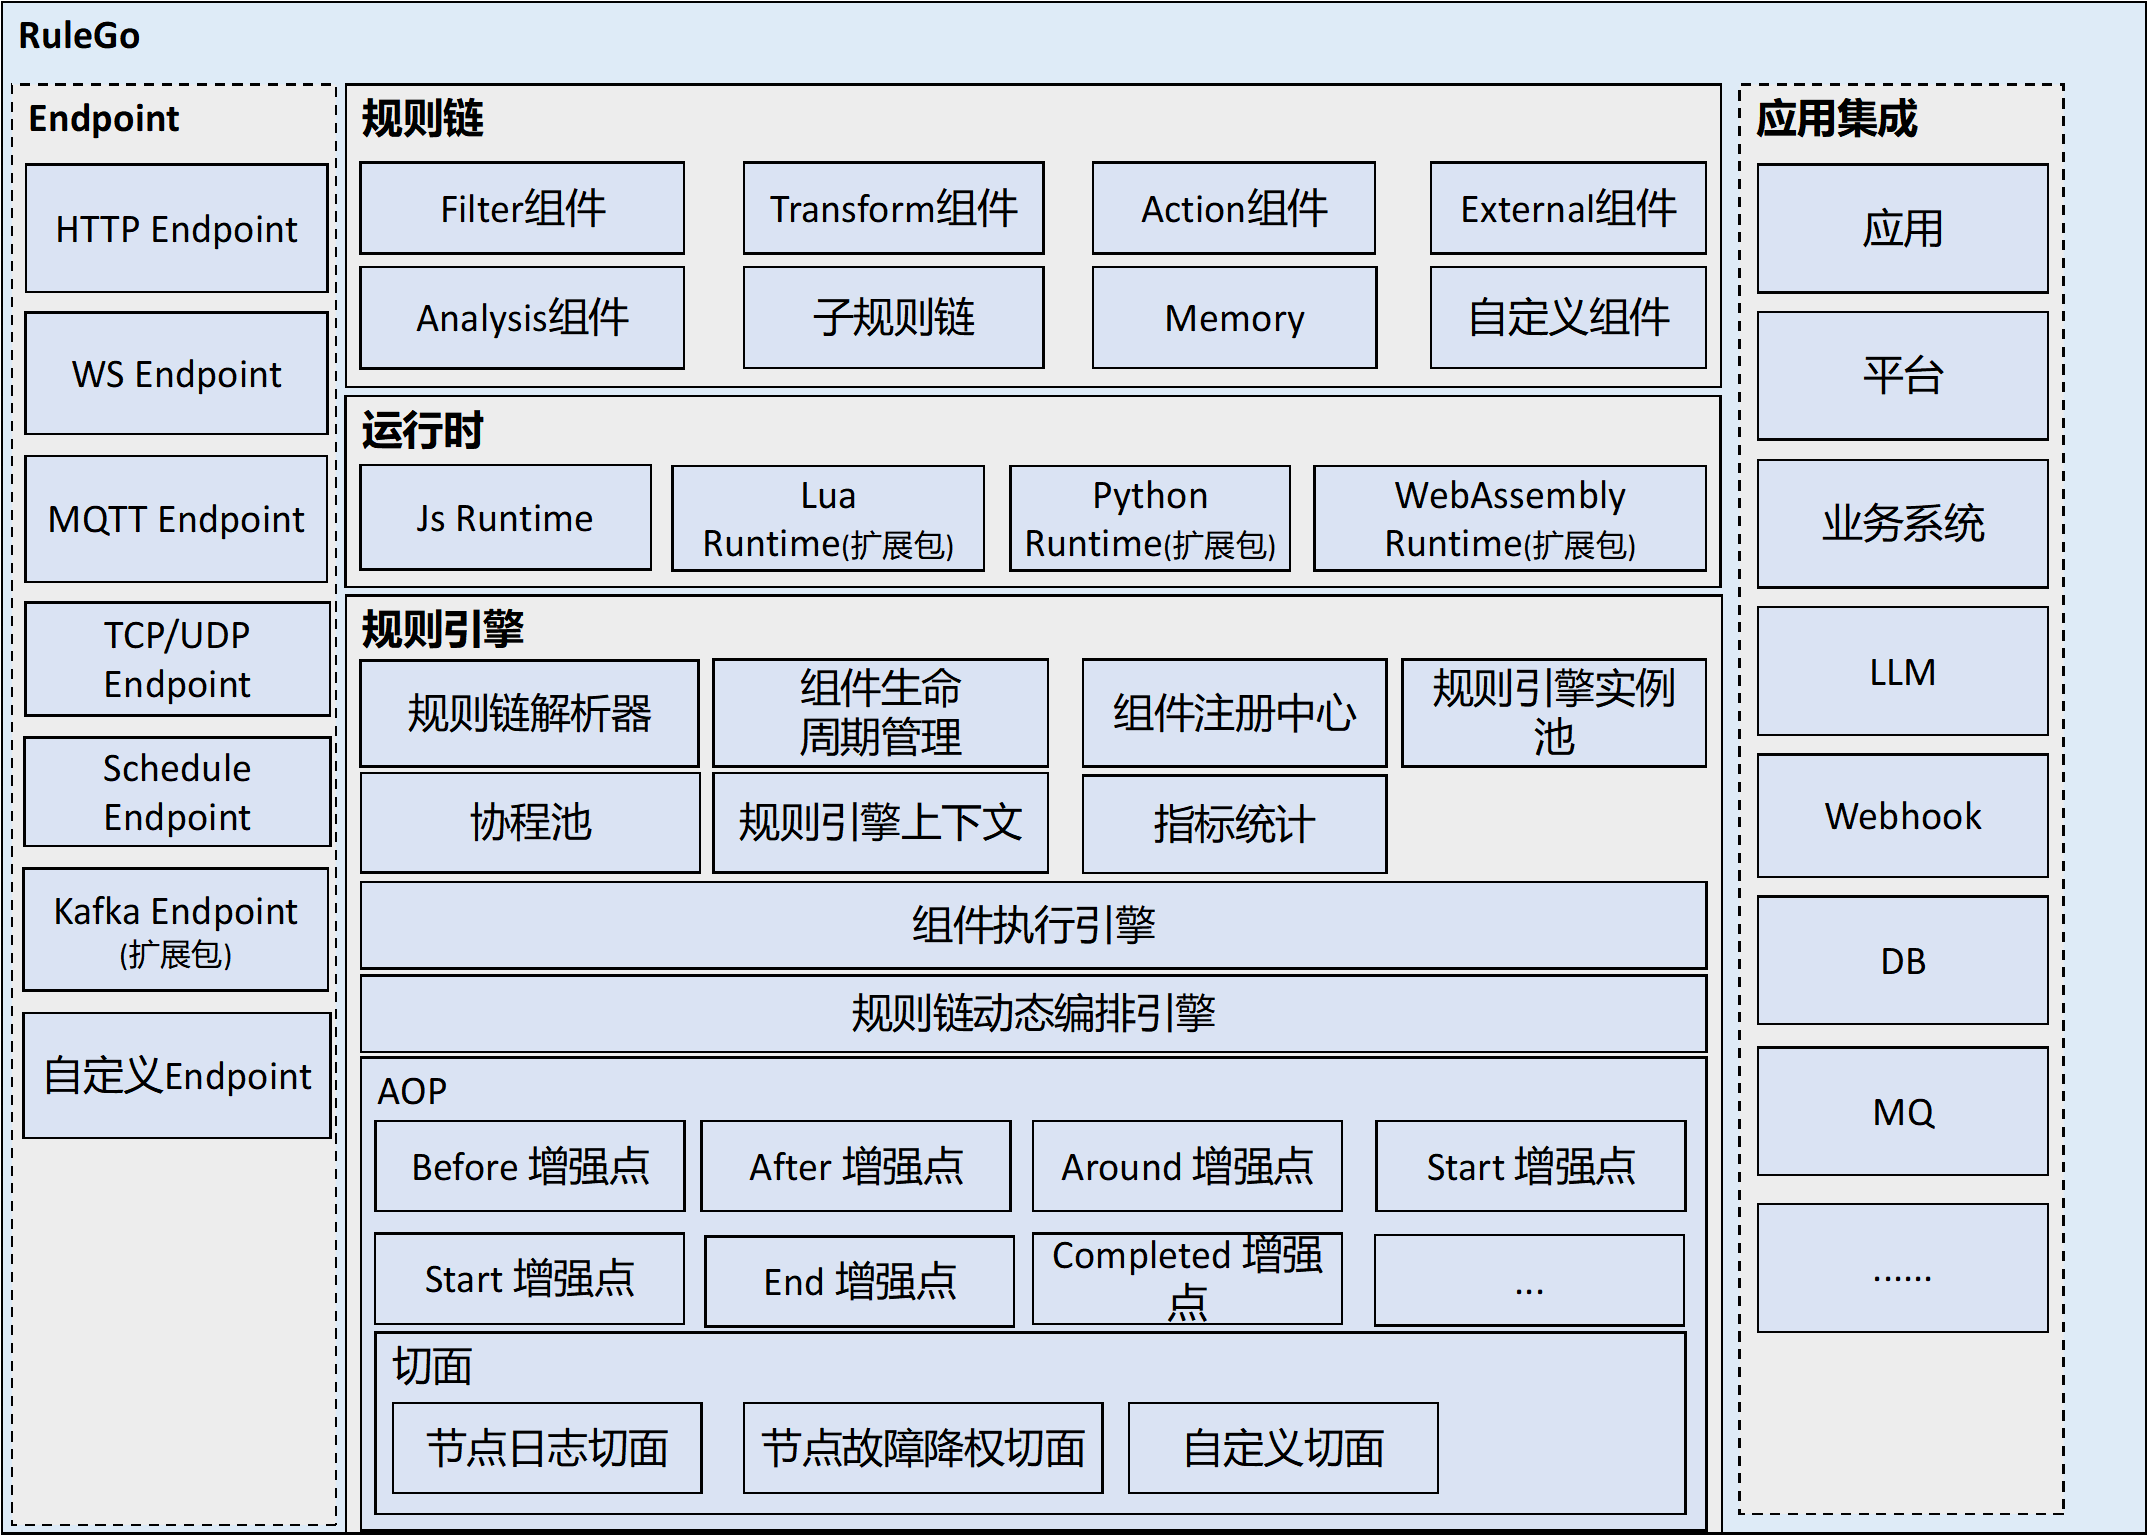 RuleGo
Endpoint
HTTP Endpoint
WS Endpoint
MQTT Endpoint
TCP/UDP
Endpoint
Schedule
Endpoint
Kafka Endpoint
(扩展包)
自定义Endpoint
规则链
Filter组件
Transform组件
Action组件
External组件
Analysis组件
子规则链
Memory
自定义组件
运行时
Js Runtime
Lua
Runtime(扩展包)
Python
Runtime(扩展包)
WebAssembly
Runtime(扩展包)
规则引擎
规则链解析器
组件生命
周期管理
组件注册中心
规则引擎实例
池
协程池
规则引擎上下文
指标统计
组件执行引擎
规则链动态编排引擎
AOP
Before 增强点
After 增强点
Around 增强点
Start 增强点
Start 增强点
End 增强点
Completed 增强
点
...
切面
节点日志切面
节点故障降权切面
自定义切面
应用集成
应用
平台
业务系统
LLM
Webhook
DB
MQ
......